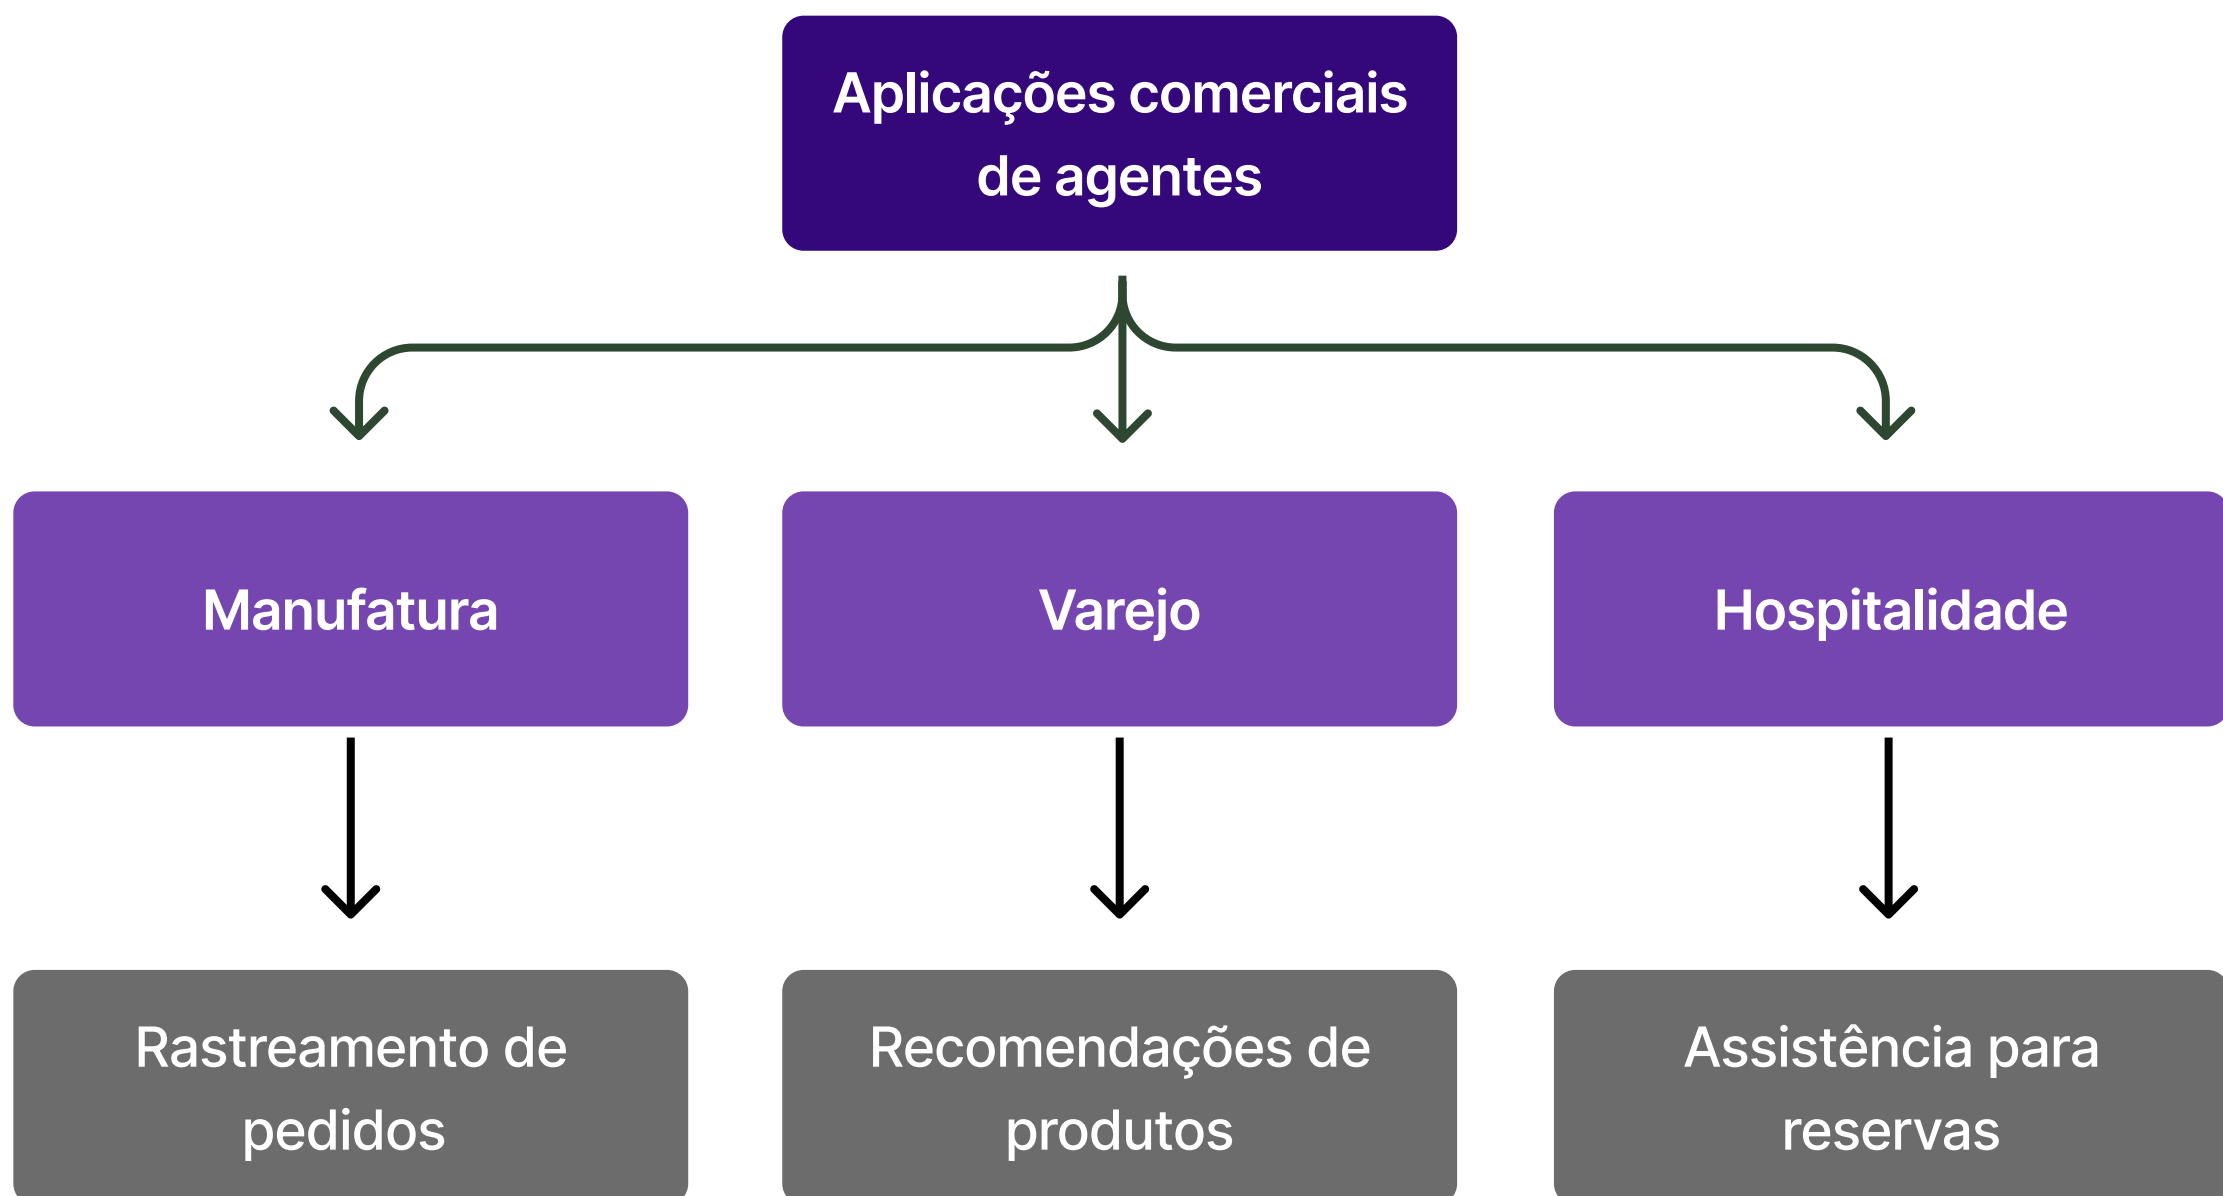 Aplicações comerciais
de agentes
Manufatura
Varejo
Hospitalidade
Rastreamento de
pedidos
Recomendações de
produtos
Assistência para
reservas